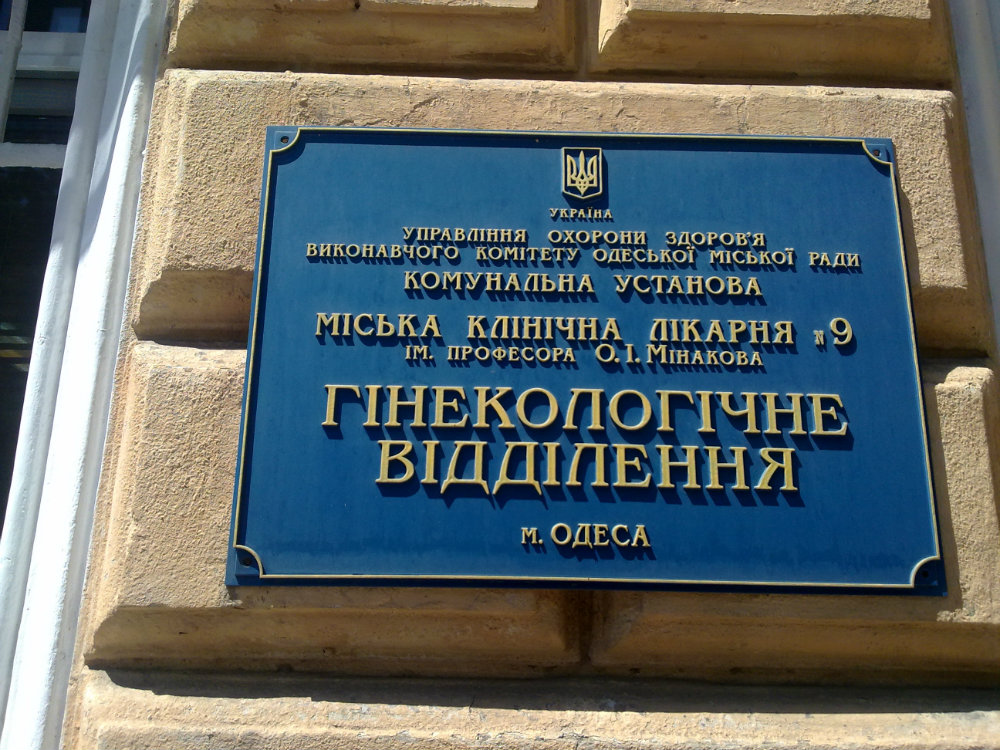 УКРАЇНА
УПРАВЛІННЯ ОХОРОНИ ЗДОРОВ'Я
ВИКОНАВЧОГО КОМІТЕТУ ОДЕСЬКОЇ МІСЬКОЇ РАДИ
КОМУНАЛЬНА УСТАНОВА
МІСЬКА КЛІНІЧНА ЛІКАРНЯ №9
ІМ. ПРОФЕСОРА О.І.МІНАКОВА
ГІНЕКОЛОГІЧНЕ
ВІДДІЛЕННЯ
м. ОДЕСА